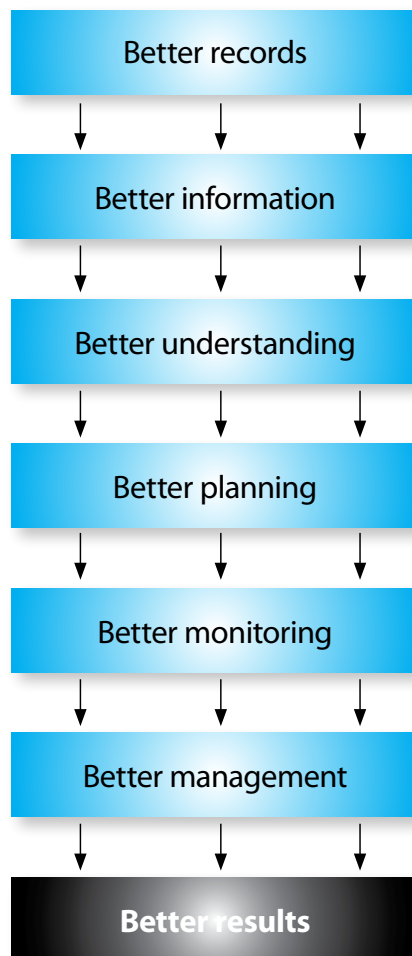 Better records
Better information
Better understanding
Better planning
Better monitoring
Better management
Better results